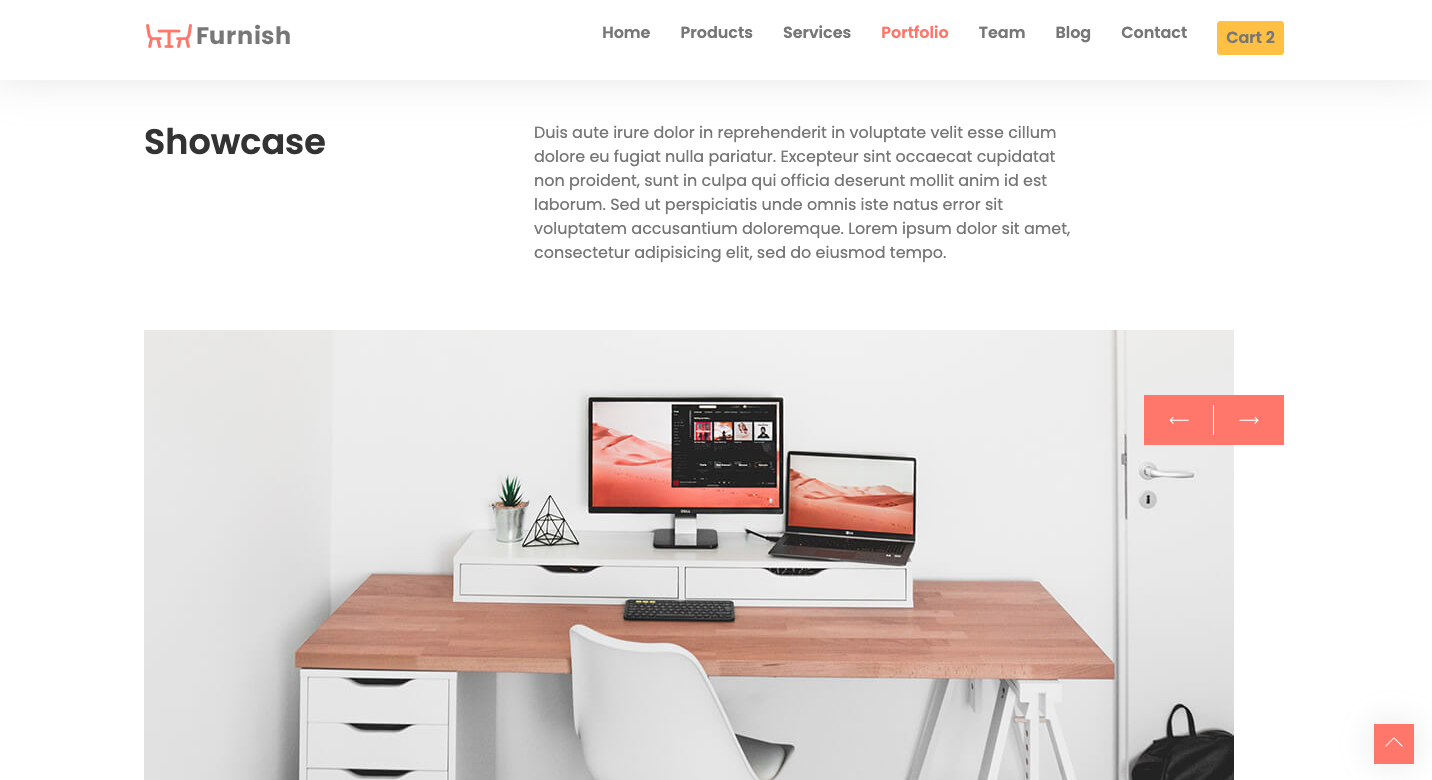 Furnish
Home Products Services Portfolio Team Blog Contact Cart 2
Showcase
Duis aute irure dolor in reprehenderit in voluptate velit esse cillum
dolore eu fugiat nulla pariatur. Excepteur sint occaecat cupidatat
non proident, sunt in culpa qui officia deserunt mollit anim id est
laborum. Sed ut perspiciatis unde omnis iste natus error sit
voluptatem accusantium doloremque. Lorem ipsum dolor sit amet,
consectetur adipisicing elit, sed do eiusmod tempo.
DELL
LG